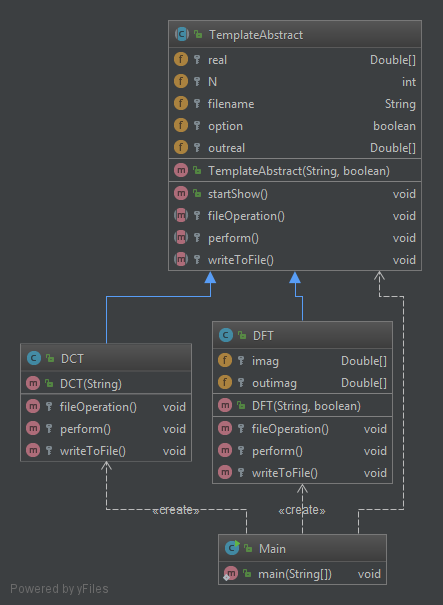 TemplateAbstract
real Double[]
N int
filename String
option boolean
outreal Double[]
TemplateAbstract(String, boolean)
startShow() void
fileOperation() void
perform() void
writeToFile() void
DCT
DCT(String)
fileOperation() void
perform() void
writeToFile() void
DFT
imag Double[]
outimag Double[]
DFT(String, boolean)
fileOperation() void
perform() void
writeToFile() void
«create»
«create»
Main
main(String[]) void
Powered by yFiles